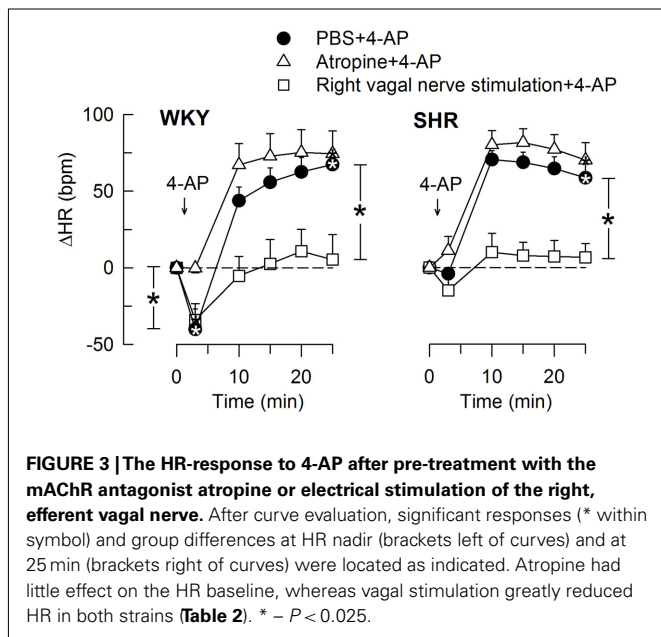 PBS+4-AP
Atropine+4-AP
Right vagal nerve stimulation+4-AP
WKY
SHR
100
50
0
-50
ΔHR (bpm)
4-AP
4-AP
*
*
*
0 10 20
0 10 20
Time (min)
Time (min)
FIGURE 3 | The HR-response to 4-AP after pre-treatment with the
mAChR antagonist atropine or electrical stimulation of the right,
efferent vagal nerve. After curve evaluation, significant responses (* within
symbol) and group differences at HR nadir (brackets left of curves) and at
25 min (brackets right of curves) were located as indicated. Atropine had
little effect on the HR baseline, whereas vagal stimulation greatly reduced
HR in both strains (Table 2). * – P < 0.025.